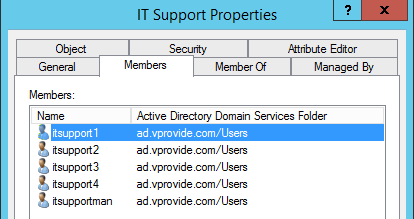 IT Support Properties
? x
Object Security Attribute Editor
General Members Member Of Managed By
Members:
Name Active Directory Domain Services Folder
itsupport1 ad.vprovide.com/Users
itsupport2 ad.vprovide.com/Users
itsupport3 ad.vprovide.com/Users
itsupport4 ad.vprovide.com/Users
itsupportman ad.vprovide.com/Users